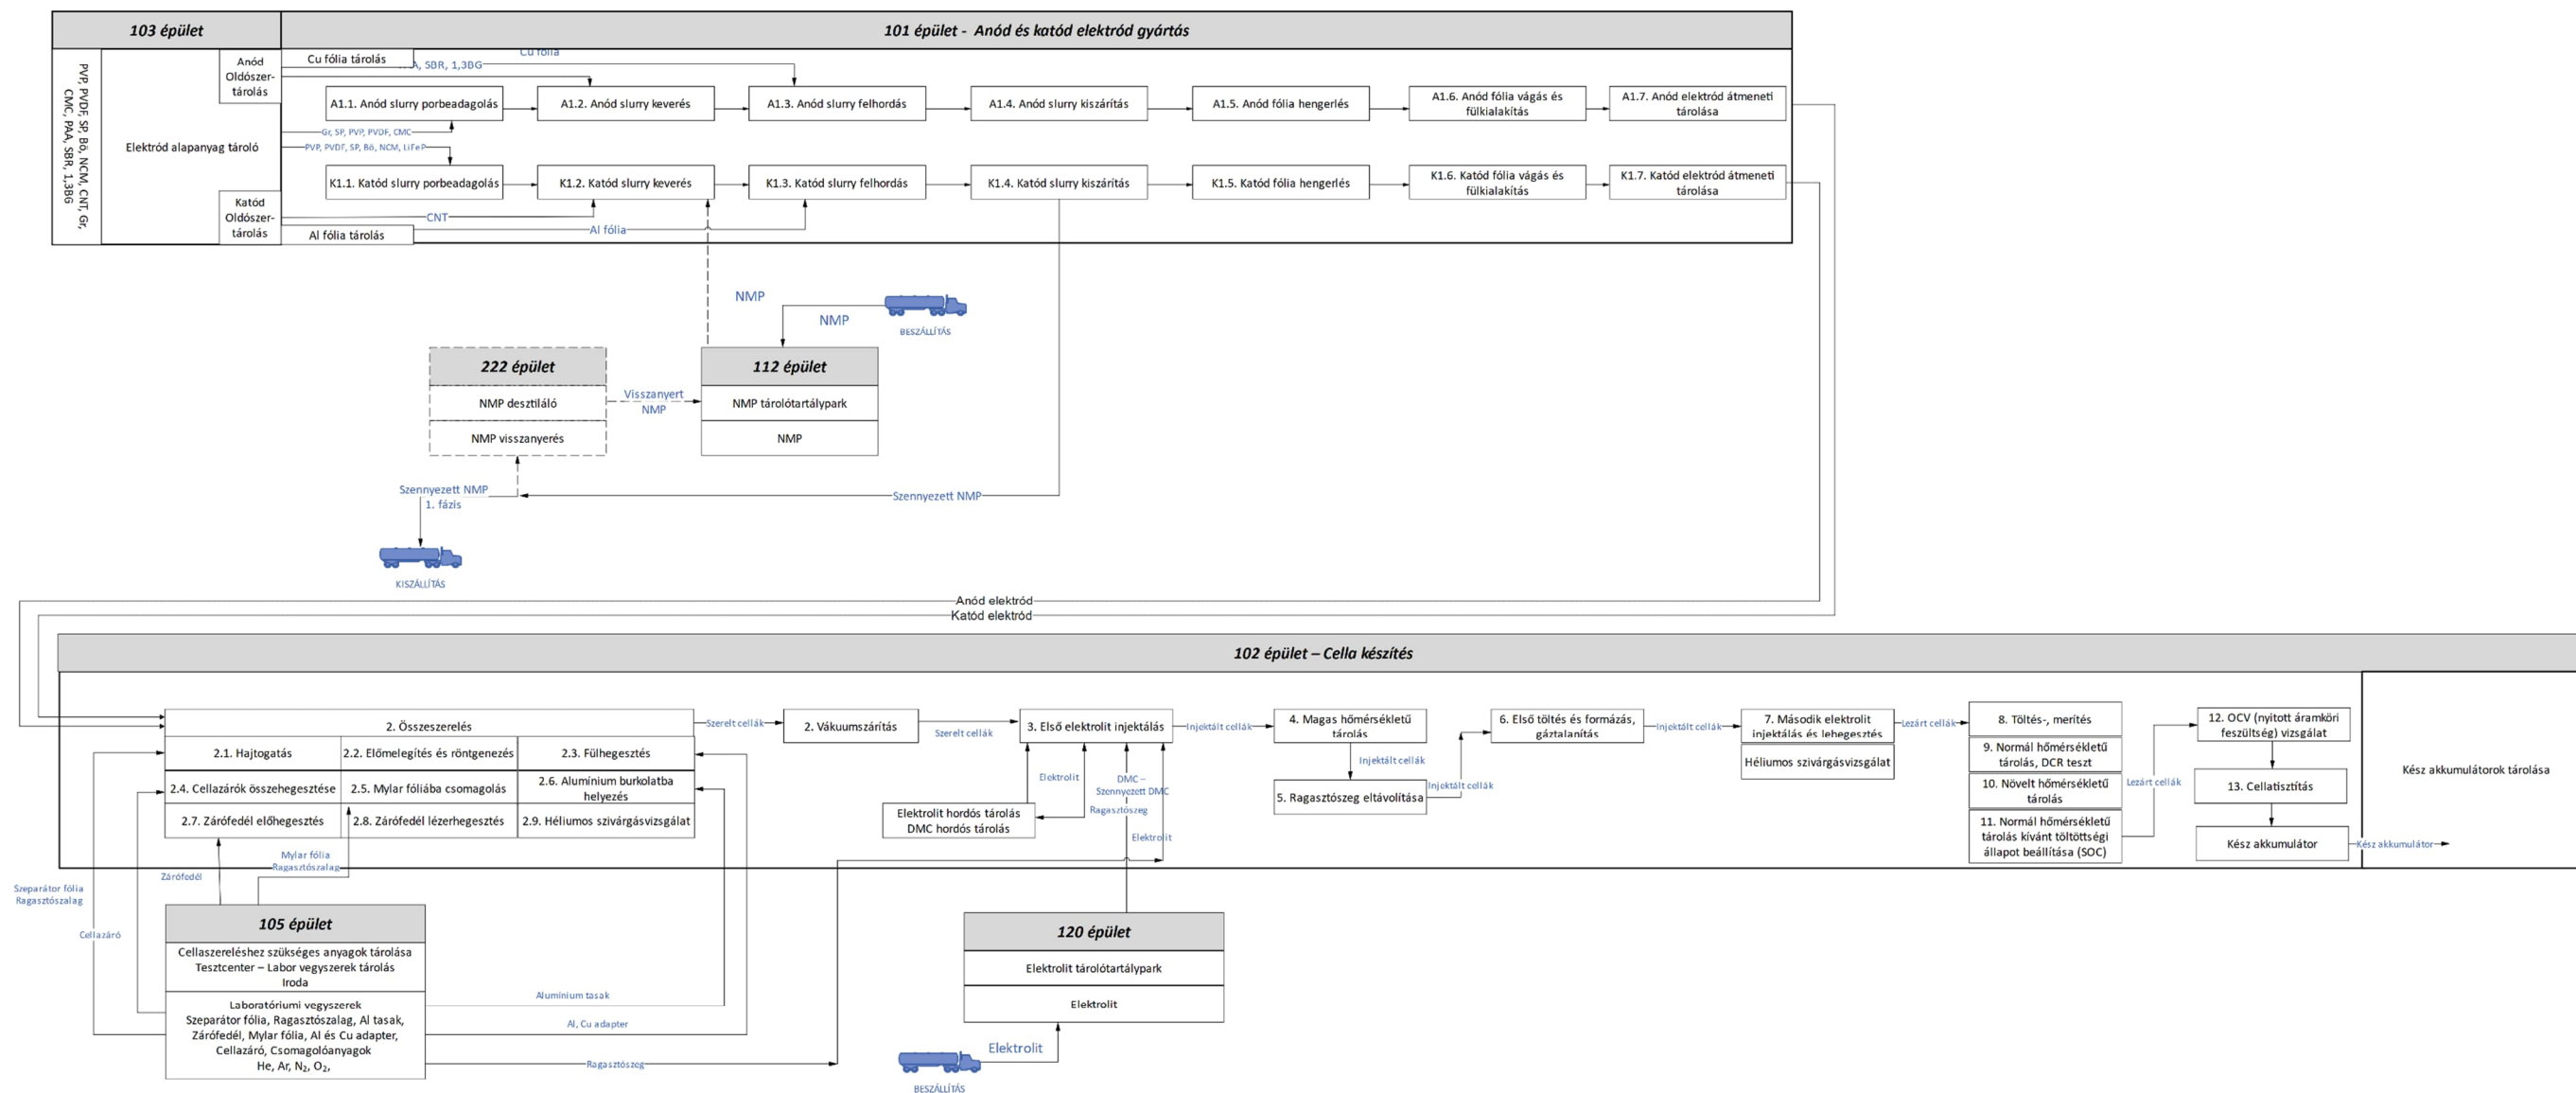 103 épület
101 épület - Anód és katód elektród gyártás
PVP, PVDF, SP, Bö, NCM, CNT, Gr,
CMC, PAA, SBR, 1,3BG
Elektród alapanyag tároló
Anód
Oldószer-
tárolás
Katód
Oldószer-
tárolás
Cu fólia tárolás
Cu fólia
A, SBR, 1,3BG
A1.1. Anód slurry porbeadagolás
A1.2. Anód slurry keverés
A1.3. Anód slurry felhordás
A1.4. Anód slurry kiszárítás
A1.5. Anód fólia hengerlés
A1.6. Anód fólia vágás és
fülkialakítás
A1.7. Anód elektród átmeneti
tárolása
Gr, SP, PVP, PVDF, CMC
PVP, PVDF, SP, Bö, NCM, LiFeP
K1.1. Katód slurry porbeadagolás
K1.2. Katód slurry keverés
K1.3. Katód slurry felhordás
K1.4. Katód slurry kiszárítás
K1.5. Katód fólia hengerlés
K1.6. Katód fólia vágás és
fülkialakítás
K1.7. Katód elektród átmeneti
tárolása
CNT
Al fólia
Al fólia tárolás
NMP
NMP
BESZÁLLÍTÁS
222 épület
NMP desztiláló
NMP visszanyerés
Visszanyert
NMP
112 épület
NMP tárolótartálypark
NMP
Szennyezett NMP
1. fázis
Szennyezett NMP
KISZÁLLÍTÁS
Anód elektród
Katód elektród
102 épület – Cella készítés
2. Összeszerelés
2.1. Hajtogatás
2.2. Előmelegítés és röntgenezés
2.3. Fülhegesztés
2.4. Cellazárók összehegesztése
2.5. Mylar fóliába csomagolás
2.6. Alumínium burkolatba
helyezés
2.7. Zárófedél előhegesztés
2.8. Zárófedél lézerhegesztés
2.9. Héliumos szivárgásvizsgálat
Szerelt cellák
2. Vákuumszárítás
Szerelt cellák
3. Első elektrolit injektálás
Elektrolit
DMC –
Szennyezett DMC
Ragasztószeg
Elektrolit
Elektrolit hordós tárolás
DMC hordós tárolás
Injektált cellák
4. Magas hőmérsékletű
tárolás
Injektált cellák
5. Ragasztószeg eltávolítása
Injektált cellák
6. Első töltés és formázás,
gáztalanítás
Injektált cellák
7. Második elektrolit
injektálás és lehegesztés
Héliumos szivárgásvizsgálat
Lezárt cellák
8. Töltés-, merítés
9. Normál hőmérsékletű
tárolás, DCR teszt
10. Növelt hőmérsékletű
tárolás
11. Normál hőmérsékletű
tárolás kívánt töltöttségi
állapot beállítása (SOC)
Lezárt cellák
12. OCV (nyitott áramköri
feszültség) vizsgálat
13. Cellatisztítás
Kész akkumulátor
Kész akkumulátor
Kész akkumulátorok tárolása
Szeparátor fólia
Ragasztószalag
Cellazáró
Zárófedél
Mylar fólia
Ragasztószalag
105 épület
Cellaszereléshez szükséges anyagok tárolása
Tesztcenter – Labor vegyszerek tárolás
Iroda
Laboratóriumi vegyszerek
Szeparátor fólia, Ragasztószalag, Al tasak,
Zárófedél, Mylar fólia, Al és Cu adapter,
Cellazáró, Csomagolóanyagok
He, Ar, N₂, O₂,
Alumínium tasak
Al, Cu adapter
Ragasztószeg
120 épület
Elektrolit tárolótartálypark
Elektrolit
Elektrolit
BESZÁLLÍTÁS